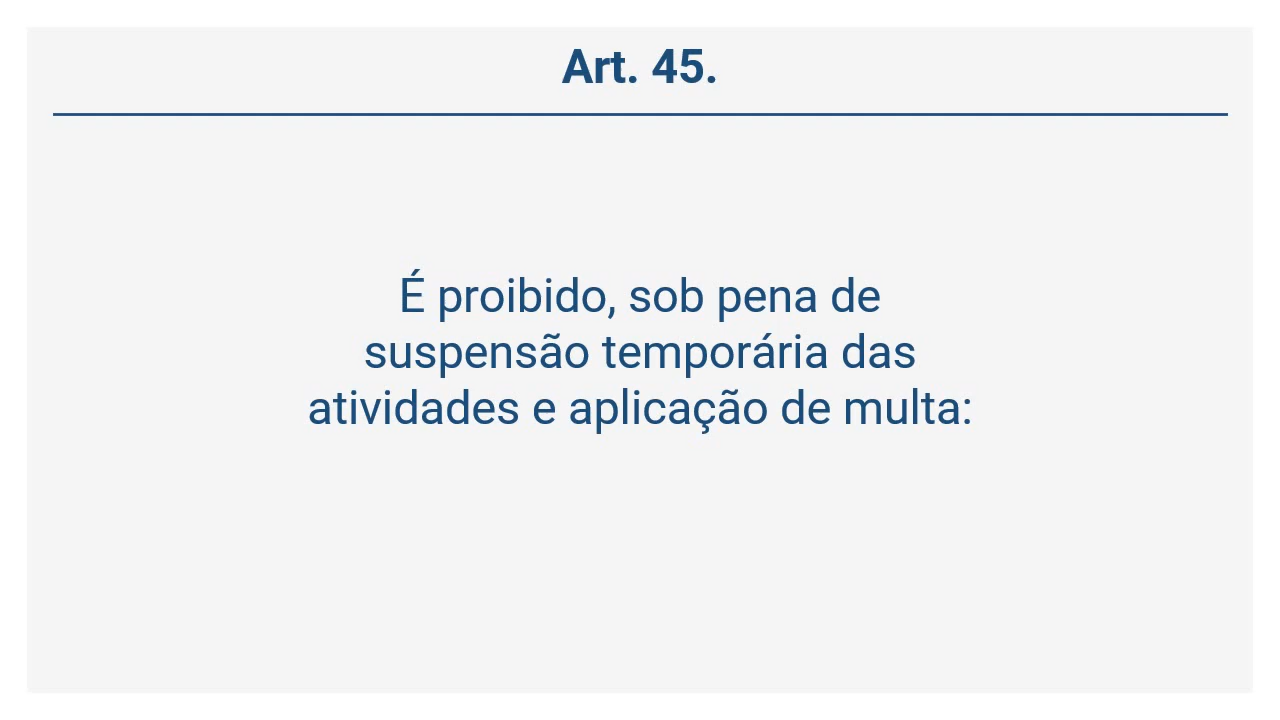 Art. 45.
É proibido, sob pena de
suspensão temporária das
atividades e aplicação de multa: